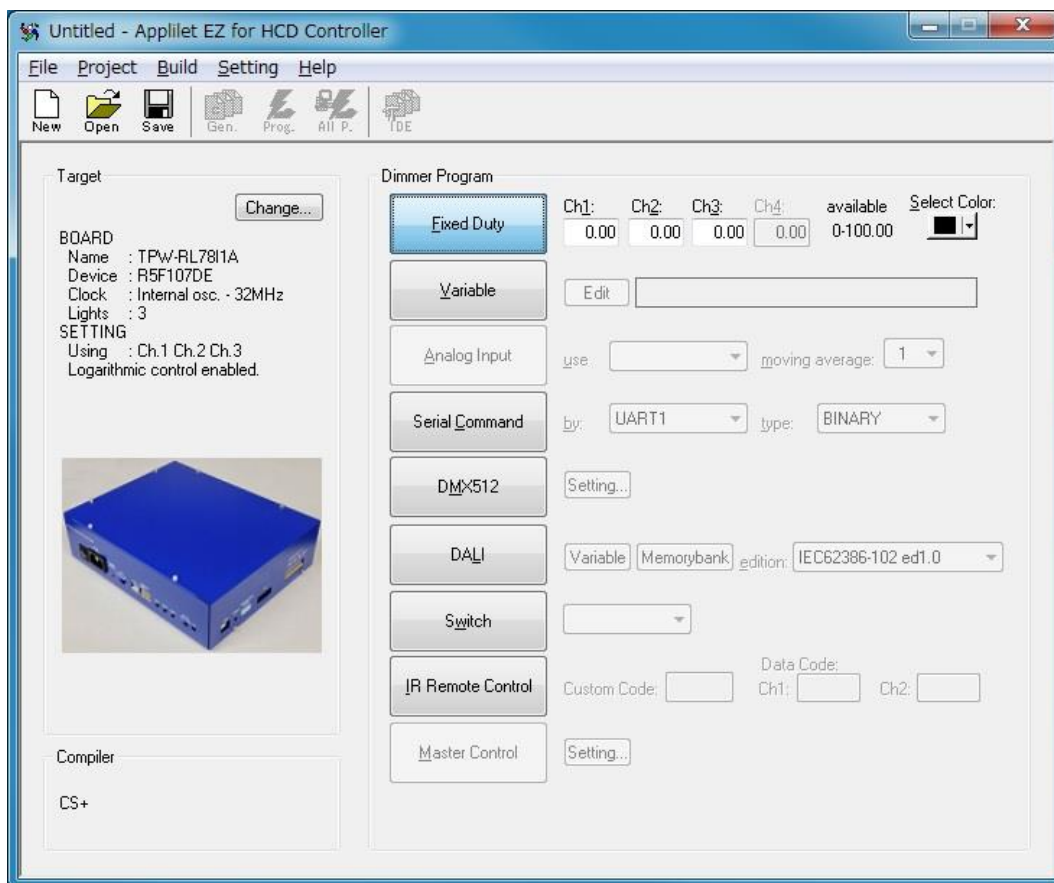 Untitled - Applilet EZ for HCD Controller
File Project Build Setting Help
New Open Save Gen. Prog. All P. IDE
Target
Change...
BOARD
Name : TPW-RL78I1A
Device : R5F107DE
Clock : Internal osc. - 32MHz
Lights : 3
SETTING
Using : Ch.1 Ch.2 Ch.3
Logarithmic control enabled.
Compiler
CS+
Dimmer Program
Fixed Duty
Ch1: Ch2: Ch3: Ch4: available Select Color:
0.00 0.00 0.00 0.00 0-100.00
Variable Edit
Analog Input use moving average: 1
Serial Command by: UART1 type: BINARY
DMX512 Setting...
DALI Variable Memorybank edition: IEC62386-102 ed1.0
Switch
IR Remote Control Custom Code: Data Code:
Ch1: Ch2:
Master Control Setting...